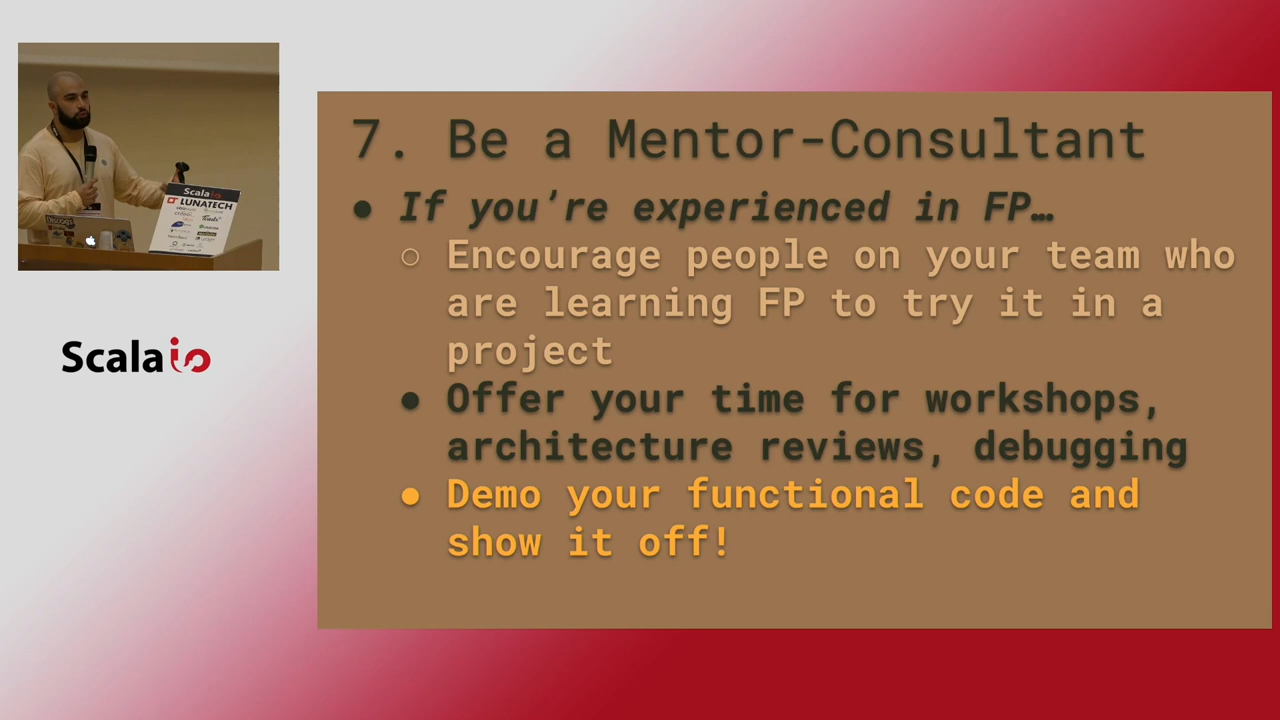 7. Be a Mentor-Consultant
● If you're experienced in FP…
○ Encourage people on your team who
are learning FP to try it in a
project
● Offer your time for workshops,
architecture reviews, debugging
● Demo your functional code and
show it off!
Scala io
LUNATECH
Scalaio